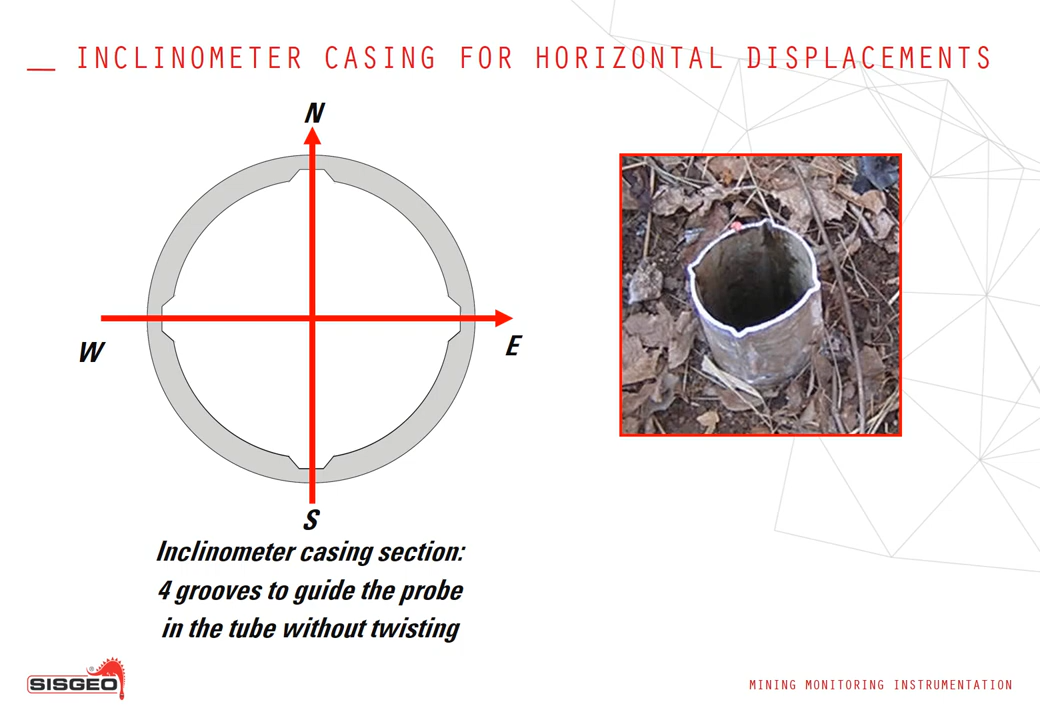 _ INCLINOMETER CASING FOR HORIZONTAL DISPLACEMENTS
N
W
E
S
Inclinometer casing section:
4 grooves to guide the probe
in the tube without twisting
SISGEO®
MINING MONITORING INSTRUMENTATION